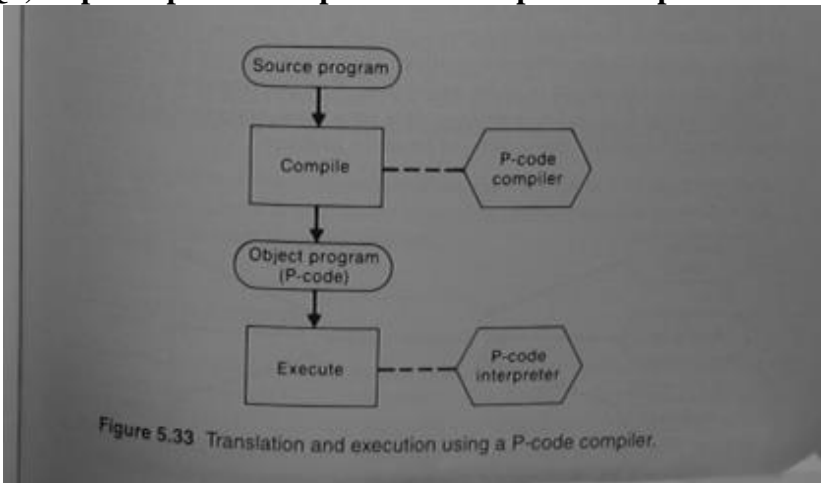 Source program
Compile
P-code
compiler
Object program
(P-code)
Execute
P-code
interpreter
Figure 5.33 Translation and execution using a P-code compiler.